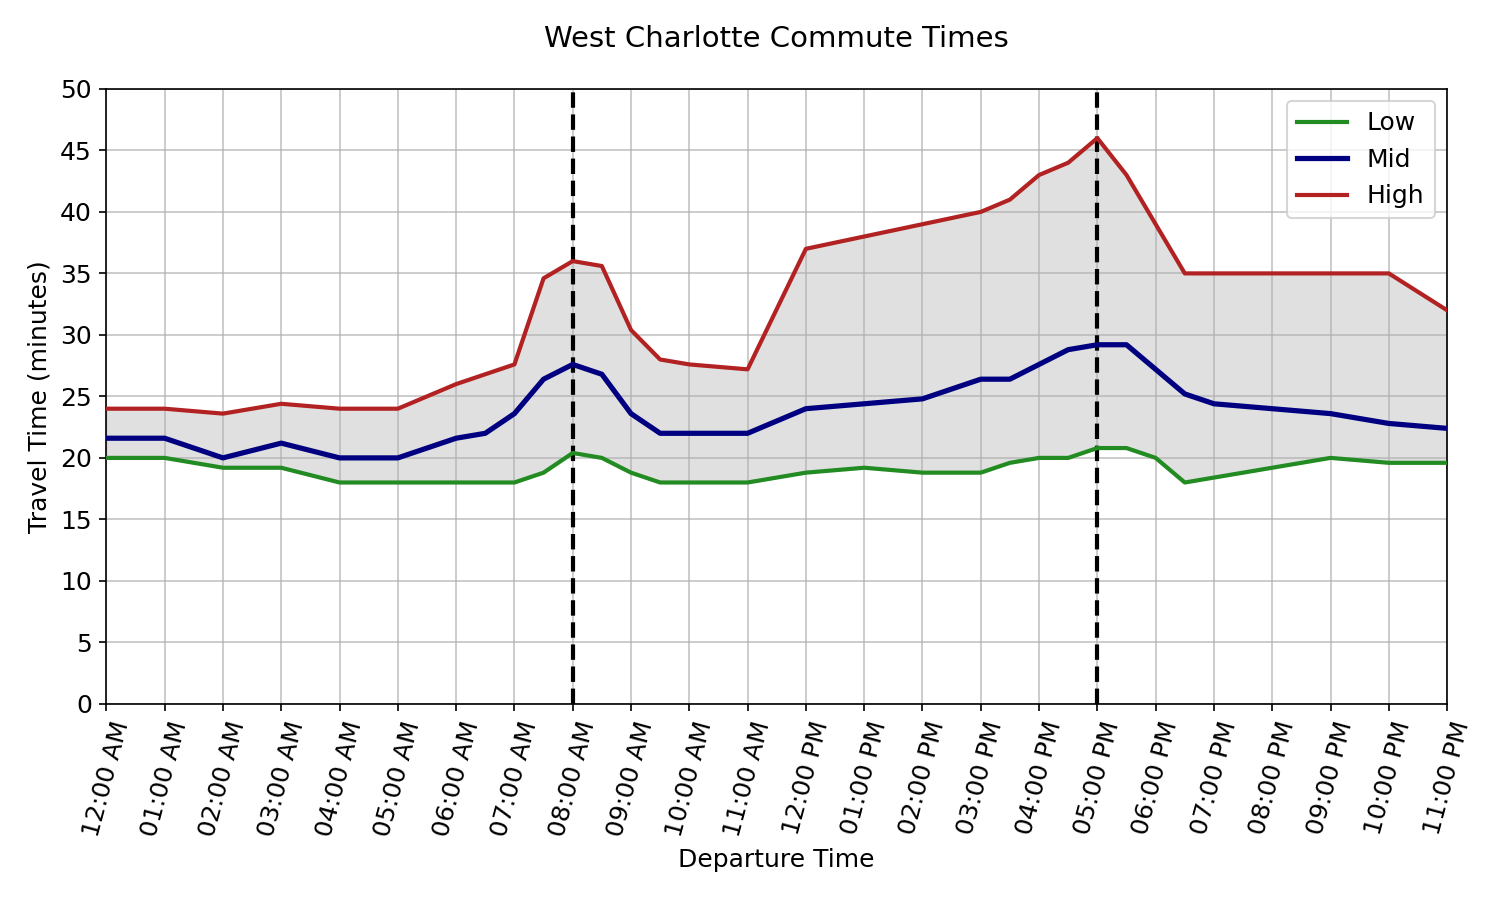 West Charlotte Commute Times
50
45
40
35
30
25
20
15
10
5
0
Travel Time (minutes)
Low
Mid
High
12:00 AM
01:00 AM
02:00 AM
03:00 AM
04:00 AM
05:00 AM
06:00 AM
07:00 AM
08:00 AM
09:00 AM
10:00 AM
11:00 AM
12:00 PM
01:00 PM
02:00 PM
03:00 PM
04:00 PM
05:00 PM
06:00 PM
07:00 PM
08:00 PM
09:00 PM
10:00 PM
11:00 PM
Departure Time